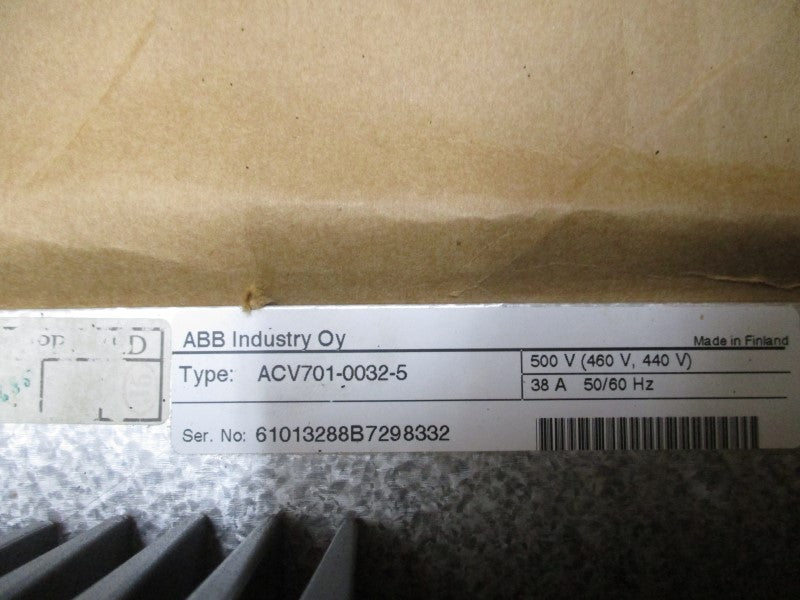 ABB Industry Oy
Made in Finland
Type: ACV701-0032-5
500 V (460 V, 440 V)
38 A 50/60 Hz
Ser. No: 61013288B7298332